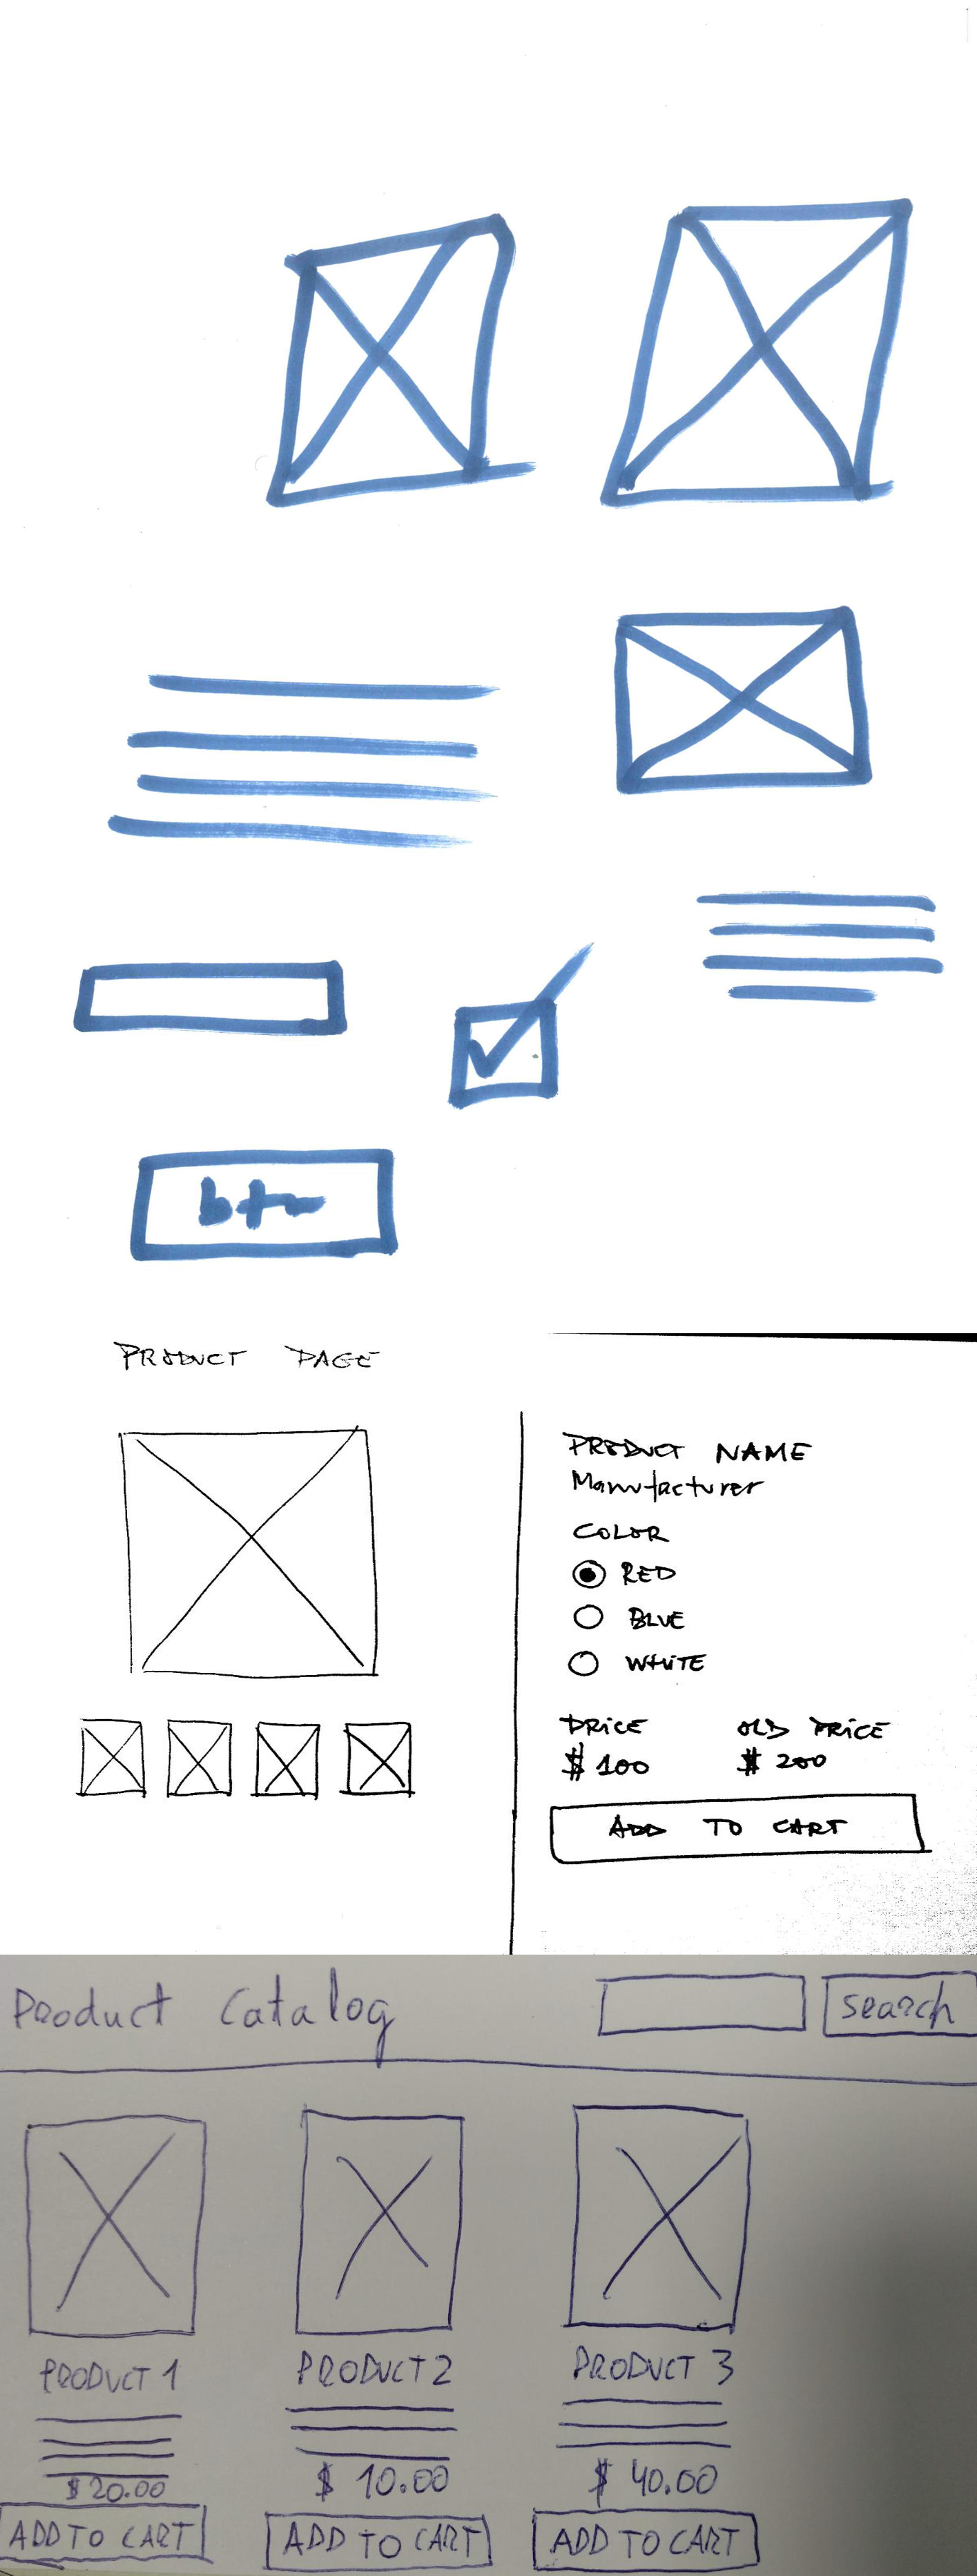 btn
PRODUCT PAGE
PRODUCT NAME
Manufacturer
COLOR
RED
BLUE
WHITE
PRICE OLD PRICE
$ 100 $ 200
ADD TO CART
Product Catalog search
PRODUCT 1 PRODUCT 2 PRODUCT 3
$20.00 $ 10.00 $ 40.00
ADD TO CART ADD TO CART ADD TO CART